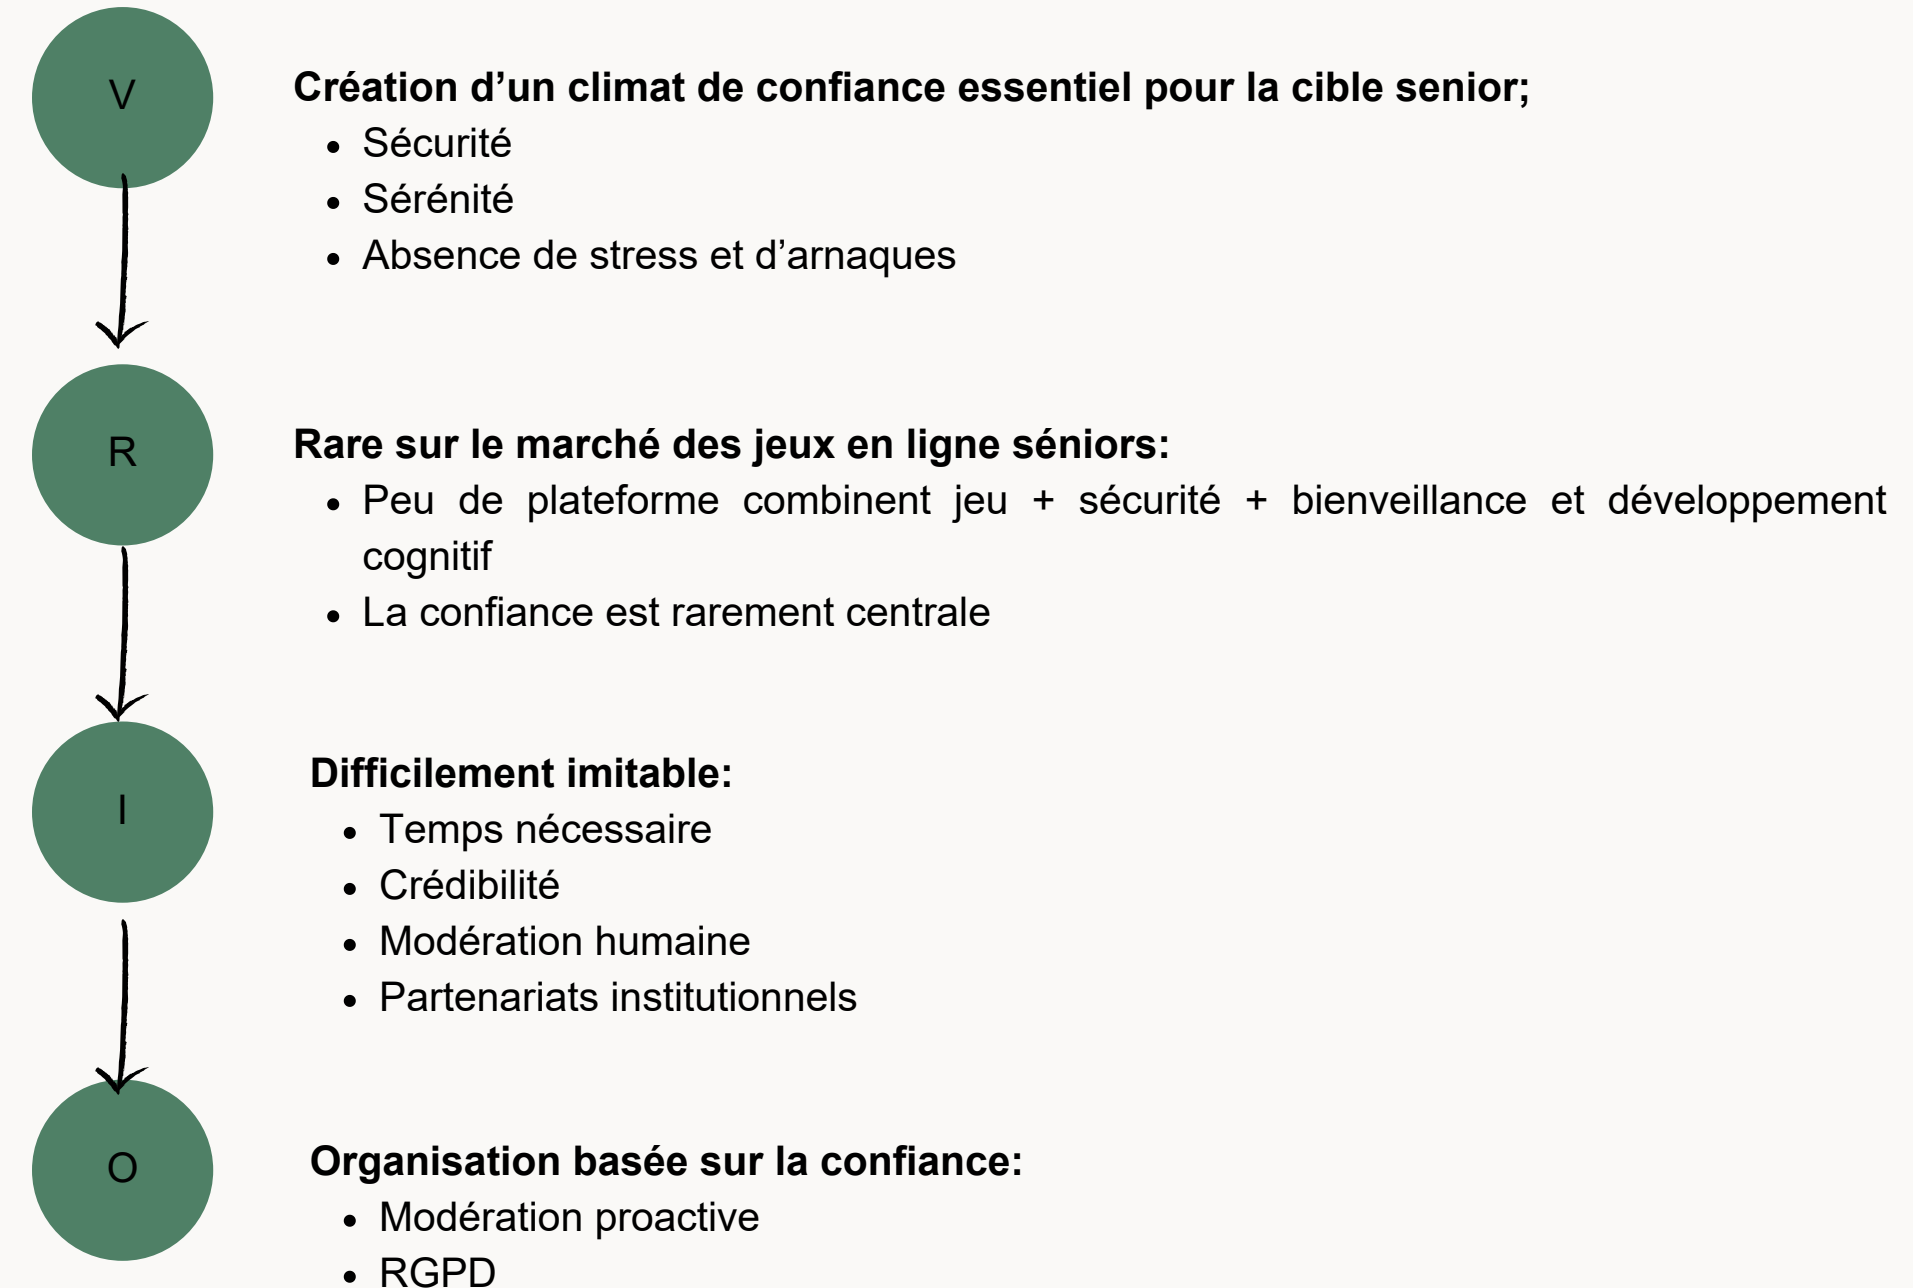 V
Création d’un climat de confiance essentiel pour la cible senior;
• Sécurité
• Sérénité
• Absence de stress et d’arnaques
R
Rare sur le marché des jeux en ligne séniors:
• Peu de plateforme combinent jeu + sécurité + bienveillance et développement
cognitif
• La confiance est rarement centrale
I
Difficilement imitable:
• Temps nécessaire
• Crédibilité
• Modération humaine
• Partenariats institutionnels
O
Organisation basée sur la confiance:
• Modération proactive
• RGPD